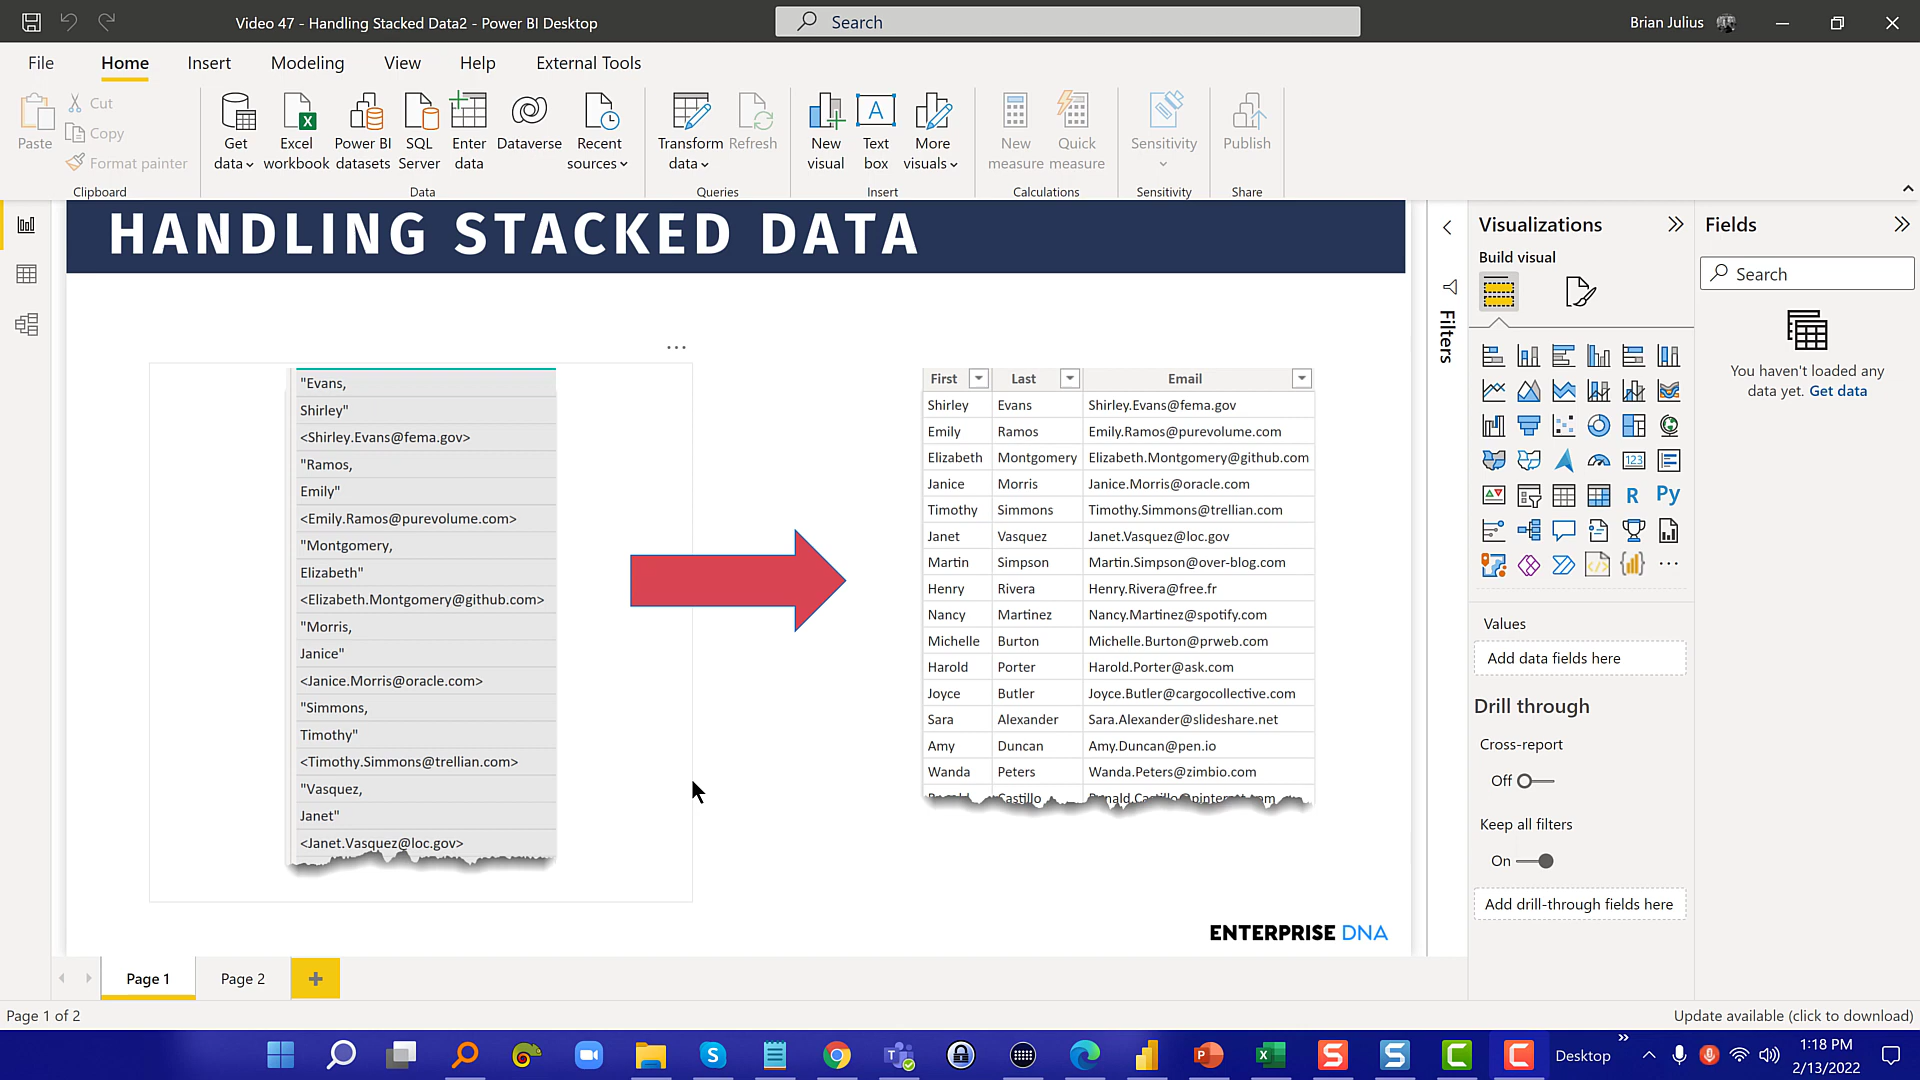 Video 47 - Handling Stacked Data2 - Power BI Desktop
Search
Brian Julius
File
Home
Insert
Modeling
View
Help
External Tools
Paste
Cut
Copy
Format painter
Clipboard
Get data
Excel workbook
Power BI datasets
SQL Server
Enter data
Dataverse
Recent sources
Data
Transform data
Refresh
Queries
New visual
Text box
More visuals
Insert
New measure
Quick measure
Calculations
Sensitivity
Sensitivity
Publish
Share
HANDLING STACKED DATA
"Evans,
Shirley"
<Shirley.Evans@fema.gov>
"Ramos,
Emily"
<Emily.Ramos@purevolume.com>
"Montgomery,
Elizabeth"
<Elizabeth.Montgomery@github.com>
"Morris,
Janice"
<Janice.Morris@oracle.com>
"Simmons,
Timothy"
<Timothy.Simmons@trellian.com>
"Vasquez,
Janet"
<Janet.Vasquez@loc.gov>
First Last Email
Shirley Evans Shirley.Evans@fema.gov
Emily Ramos Emily.Ramos@purevolume.com
Elizabeth Montgomery Elizabeth.Montgomery@github.com
Janice Morris Janice.Morris@oracle.com
Timothy Simmons Timothy.Simmons@trellian.com
Janet Vasquez Janet.Vasquez@loc.gov
Martin Simpson Martin.Simpson@over-blog.com
Henry Rivera Henry.Rivera@free.fr
Nancy Martinez Nancy.Martinez@spotify.com
Michelle Burton Michelle.Burton@prweb.com
Harold Porter Harold.Porter@ask.com
Joyce Butler Joyce.Butler@cargocollective.com
Sara Alexander Sara.Alexander@slideshare.net
Amy Duncan Amy.Duncan@pen.io
Wanda Peters Wanda.Peters@zimbio.com
Castillo
ENTERPRISE DNA
Filters
Visualizations
Build visual
123
R
Py
Values
Add data fields here
Drill through
Cross-report
Off
Keep all filters
On
Add drill-through fields here
Fields
Search
You haven't loaded any
data yet. Get data
Page 1
Page 2
Page 1 of 2
Update available (click to download)
Desktop
1:18 PM
2/13/2022